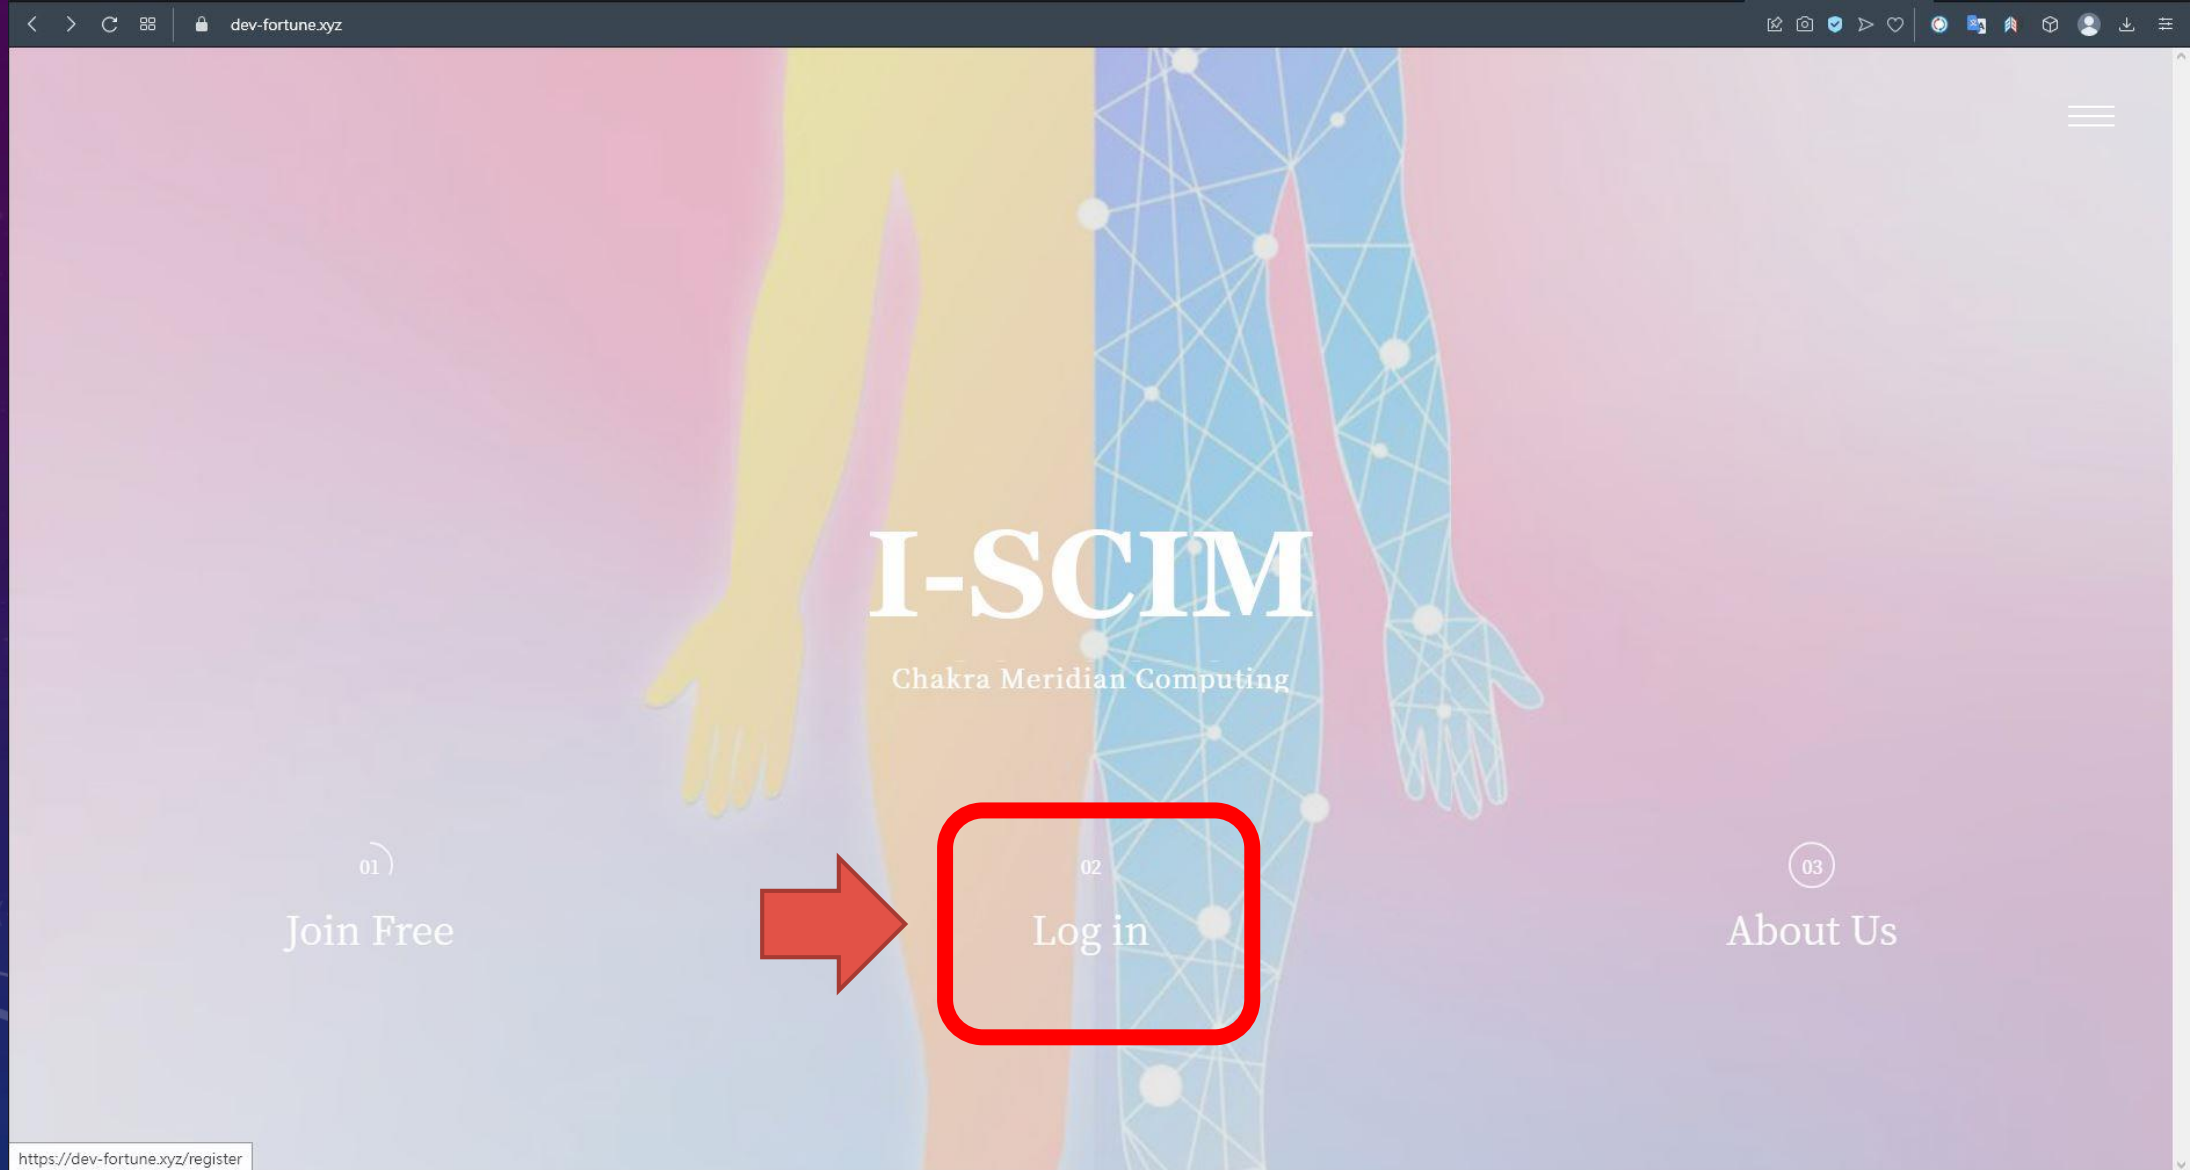 dev-fortune.xyz
I-SCIM
Chakra Meridian Computing
01
Join Free
02
Log in
03
About Us
https://dev-fortune.xyz/register